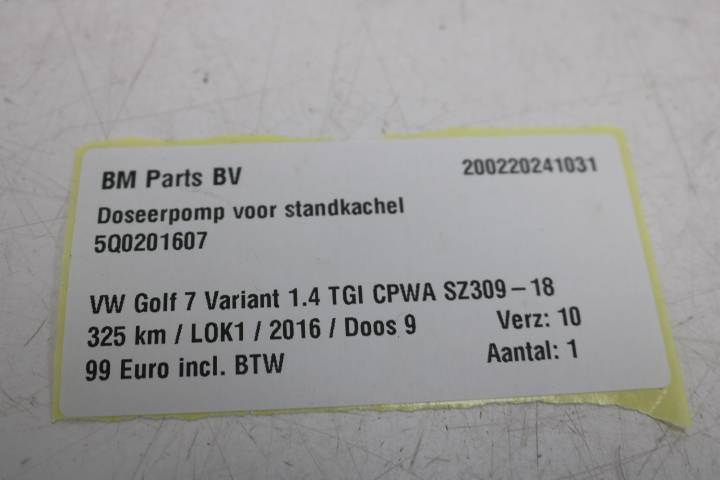 BM Parts BV 200220241031
Doseerpomp voor standkachel
5Q0201607
VW Golf 7 Variant 1.4 TGI CPWA SZ309-18
325 km / LOK1 / 2016 / Doos 9 Verz: 10
99 Euro incl. BTW Aantal: 1